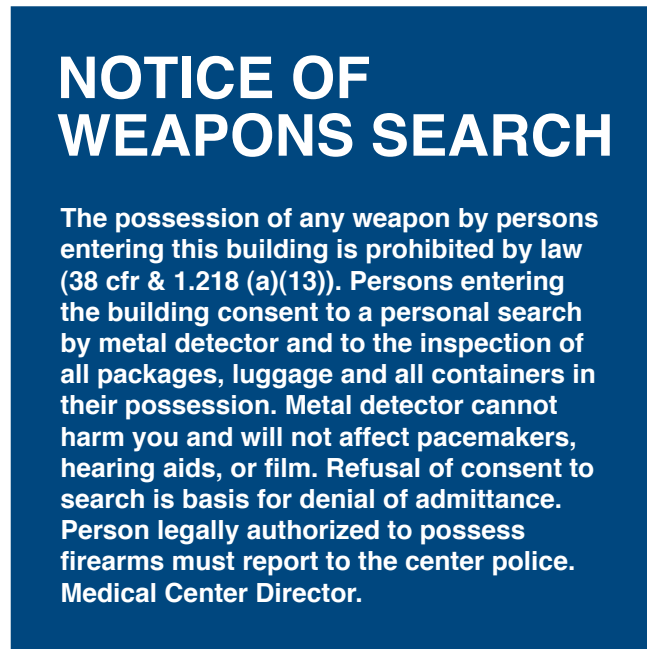 NOTICE OF
WEAPONS SEARCH
The possession of any weapon by persons
entering this building is prohibited by law
(38 cfr & 1.218 (a)(13)). Persons entering
the building consent to a personal search
by metal detector and to the inspection of
all packages, luggage and all containers in
their possession. Metal detector cannot
harm you and will not affect pacemakers,
hearing aids, or film. Refusal of consent to
search is basis for denial of admittance.
Person legally authorized to possess
firearms must report to the center police.
Medical Center Director.